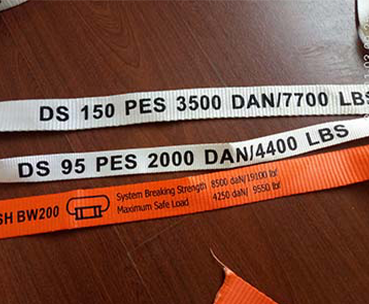 DS 150 PES 3500 DAN/7700 LBS
DS 95 PES 2000 DAN/4400 LBS
SH BW200
System Breaking Strength 8500 daN/19100 lbf
Maximum Safe Load 4250 daN/ 9550 lbf